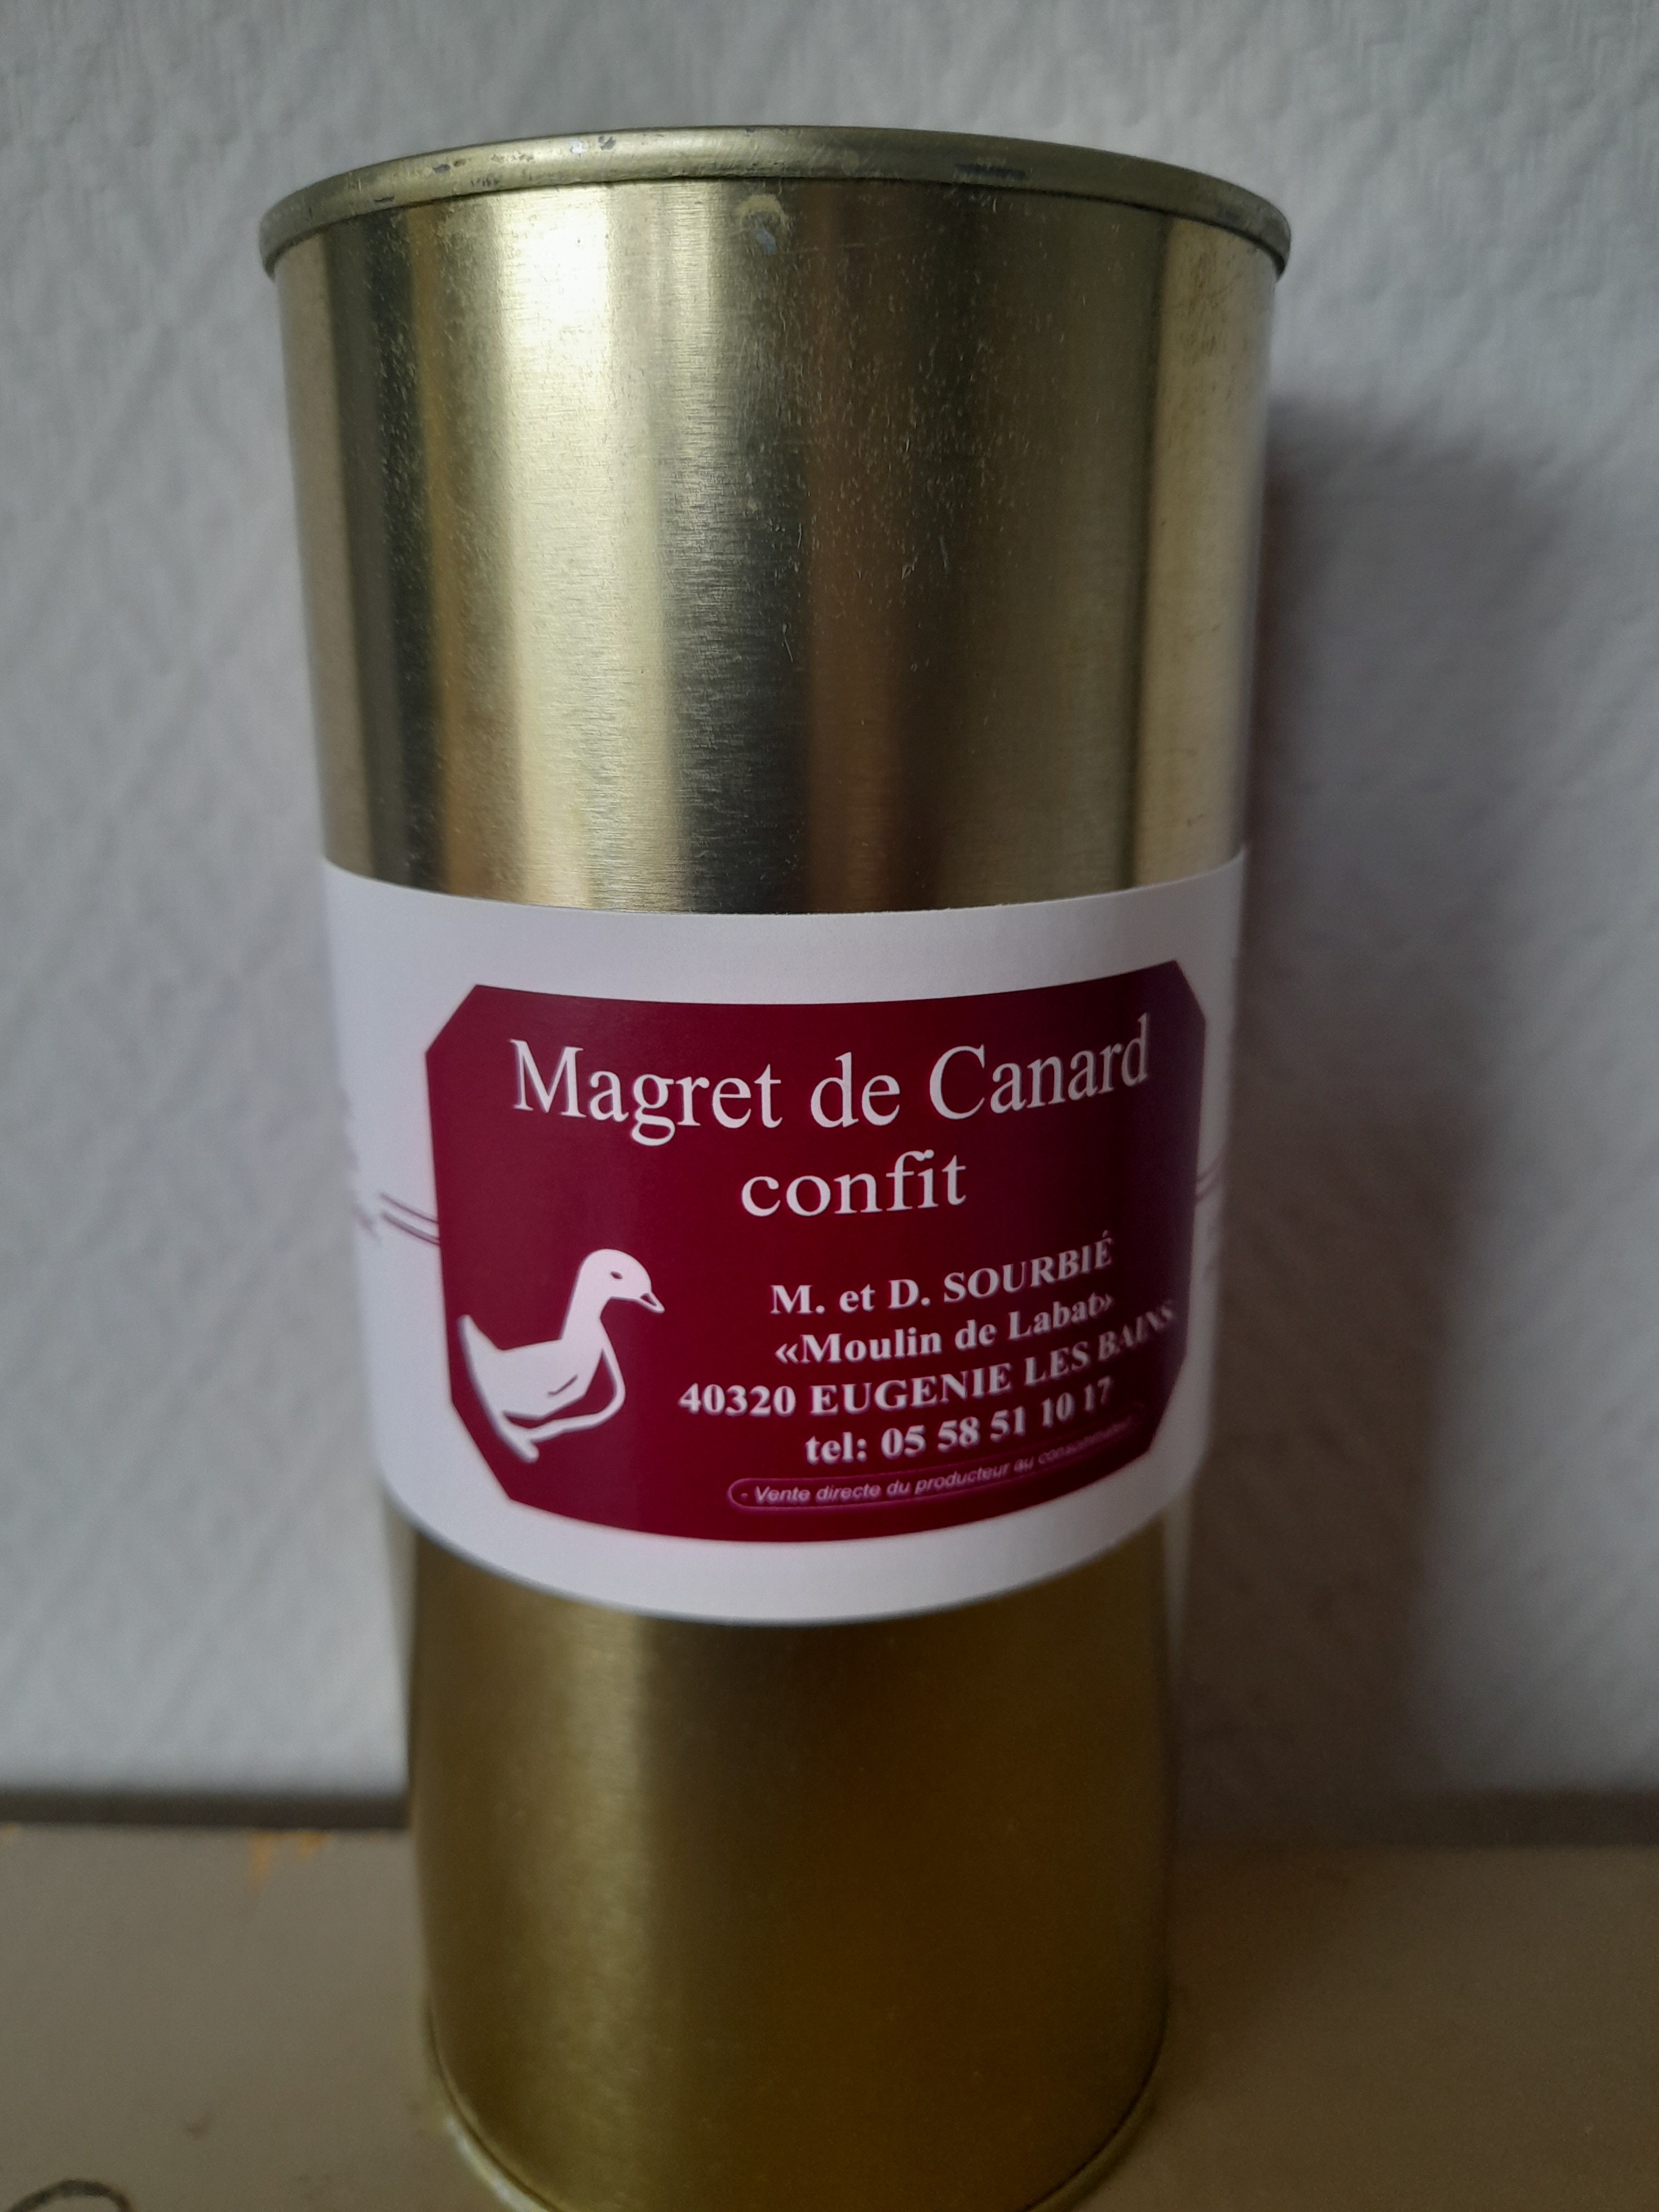 Magret de Canard
confit
M. et D. SOURBIÉ
«Moulin de Labat»
40320 EUGENIE LES BAINS
tel: 05 58 51 10 17
- Vente directe du producteur au consommateur